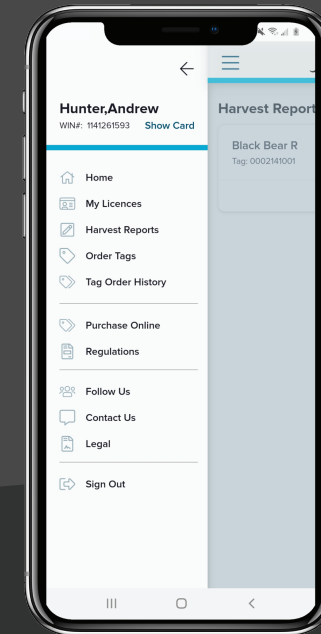 Hunter,Andrew
WIN#: 1141261593 Show Card
Home
My Licences
Harvest Reports
Order Tags
Tag Order History
Purchase Online
Regulations
Follow Us
Contact Us
Legal
Sign Out
Harvest Report
Black Bear R
Tag: 0002141001